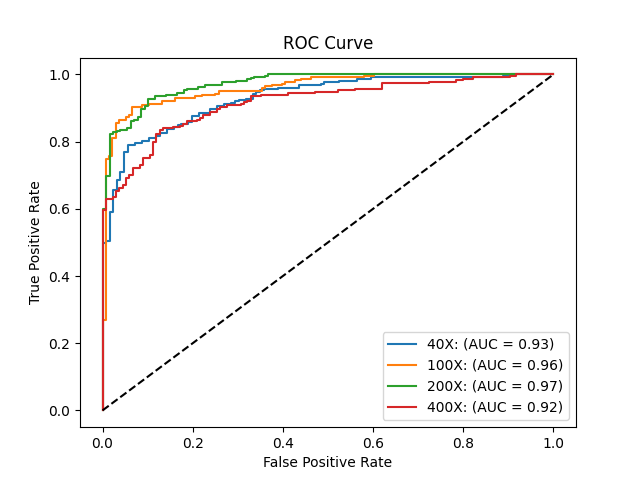 ROC Curve
True Positive Rate
1.0
0.8
0.6
0.4
0.2
0.0
40X: (AUC = 0.93)
100X: (AUC = 0.96)
200X: (AUC = 0.97)
400X: (AUC = 0.92)
0.0 0.2 0.4 0.6 0.8 1.0
False Positive Rate